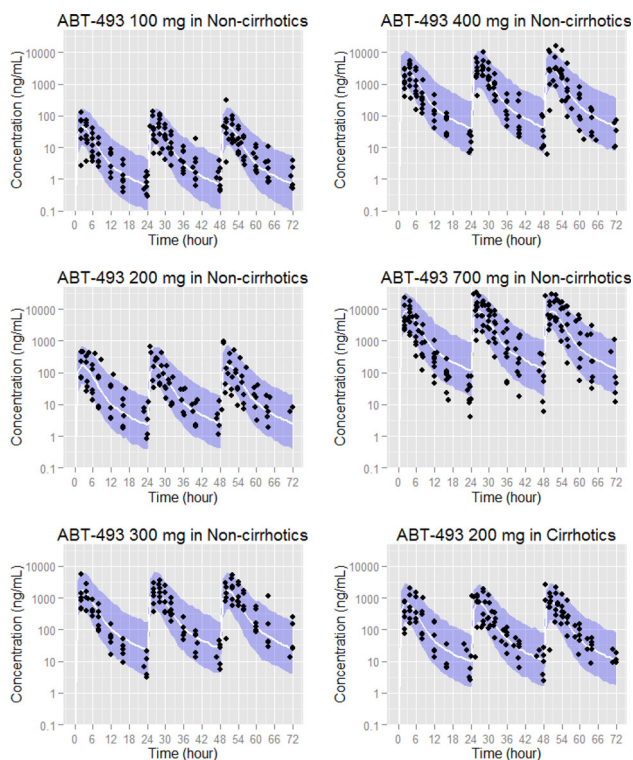 ABT-493 100 mg in Non-cirrhotics
Concentration (ng/mL)
10000
1000
100
10
1
0.1
0 6 12 18 24 30 36 42 48 54 60 66 72
Time (hour)
ABT-493 400 mg in Non-cirrhotics
Concentration (ng/mL)
10000
1000
100
10
1
0.1
0 6 12 18 24 30 36 42 48 54 60 66 72
Time (hour)
ABT-493 200 mg in Non-cirrhotics
Concentration (ng/mL)
10000
1000
100
10
1
0.1
0 6 12 18 24 30 36 42 48 54 60 66 72
Time (hour)
ABT-493 700 mg in Non-cirrhotics
Concentration (ng/mL)
10000
1000
100
10
1
0.1
0 6 12 18 24 30 36 42 48 54 60 66 72
Time (hour)
ABT-493 300 mg in Non-cirrhotics
Concentration (ng/mL)
10000
1000
100
10
1
0.1
0 6 12 18 24 30 36 42 48 54 60 66 72
Time (hour)
ABT-493 200 mg in Cirrhotics
Concentration (ng/mL)
10000
1000
100
10
1
0.1
0 6 12 18 24 30 36 42 48 54 60 66 72
Time (hour)